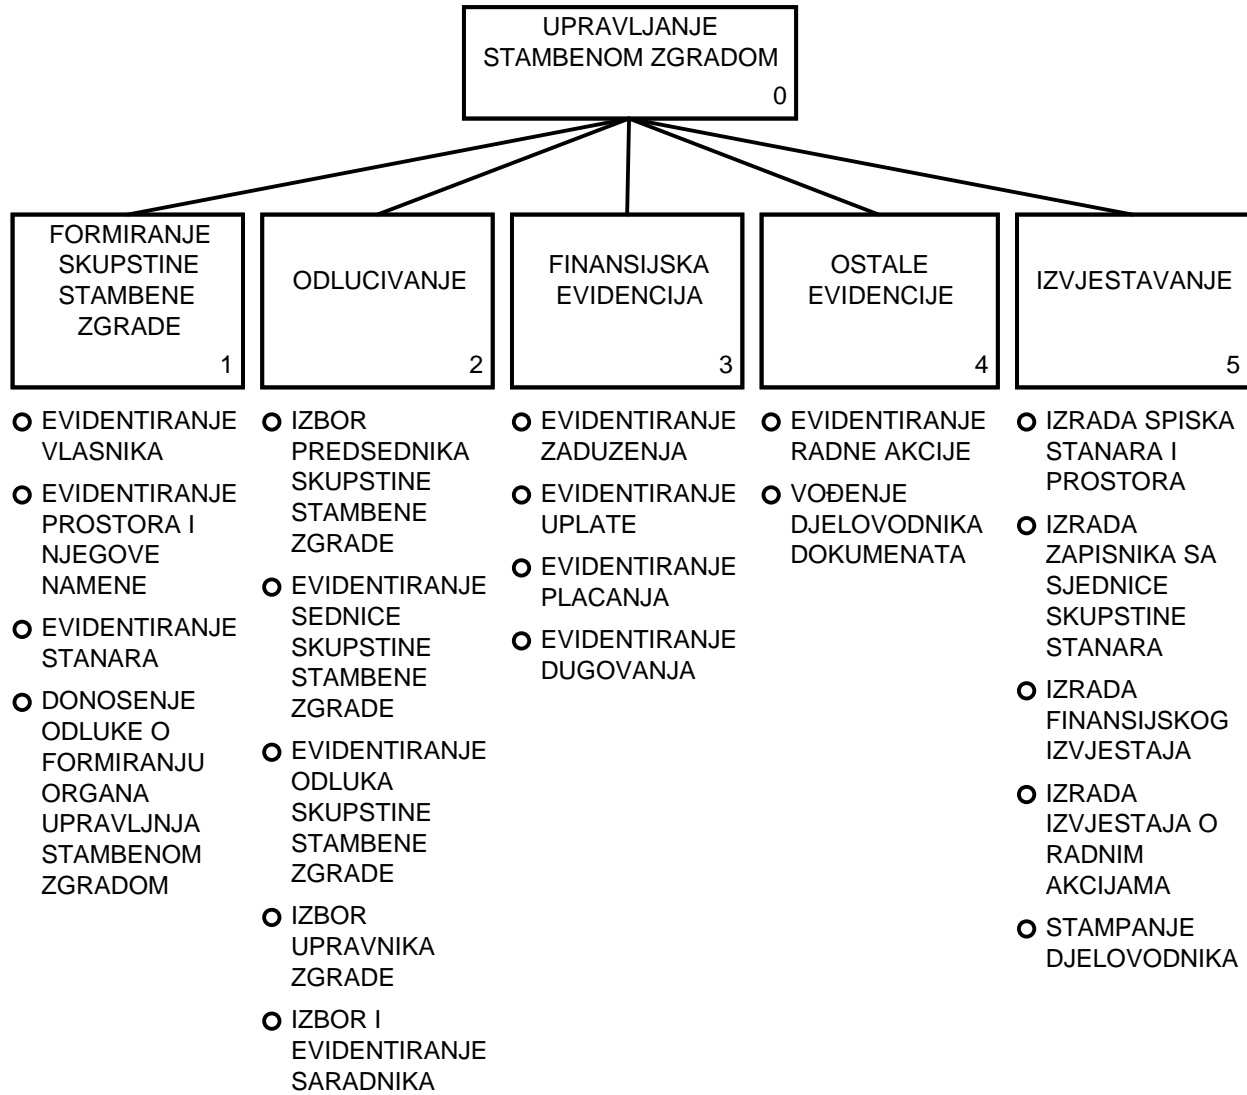 UPRAVLJANJE
STAMBENOM ZGRADOM
0
FORMIRANJE
SKUPSTINE
STAMBENE
ZGRADE
1
ODLUCIVANJE
2
FINANSIJSKA
EVIDENCIJA
3
OSTALE
EVIDENCIJE
4
IZVJESTAVANJE
5
EVIDENTIRANJE
VLASNIKA
EVIDENTIRANJE
PROSTORA I
NJEGOVE
NAMENE
EVIDENTIRANJE
STANARA
DONOSENJE
ODLUKE O
FORMIRANJU
ORGANA
UPRAVLJNJA
STAMBENOM
ZGRADOM
IZBOR
PREDSEDNIKA
SKUPSTINE
STAMBENE
ZGRADE
EVIDENTIRANJE
SEDNICE
SKUPSTINE
STAMBENE
ZGRADE
EVIDENTIRANJE
ODLUKA
SKUPSTINE
STAMBENE
ZGRADE
IZBOR
UPRAVNIKA
ZGRADE
IZBOR I
EVIDENTIRANJE
SARADNIKA
EVIDENTIRANJE
ZADUZENJA
EVIDENTIRANJE
UPLATE
EVIDENTIRANJE
PLACANJA
EVIDENTIRANJE
DUGOVANJA
EVIDENTIRANJE
RADNE AKCIJE
VOĐENJE
DJELOVODNIKA
DOKUMENATA
IZRADA SPISKA
STANARA I
PROSTORA
IZRADA
ZAPISNIKA SA
SJEDNICE
SKUPSTINE
STANARA
IZRADA
FINANSIJSKOG
IZVJESTAJA
IZRADA
IZVJESTAJA O
RADNIM
AKCIJAMA
STAMPANJE
DJELOVODNIKA